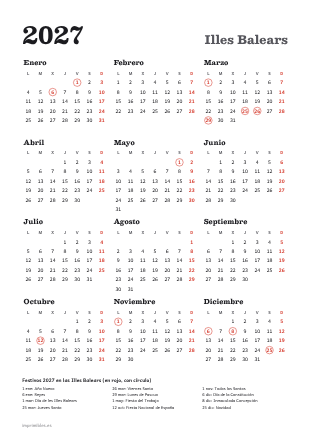 2027
Illes Balears
Enero
L M X J V S D
1 2 3
4 5 6 7 8 9 10
11 12 13 14 15 16 17
18 19 20 21 22 23 24
25 26 27 28 29 30 31
Febrero
L M X J V S D
1 2 3 4 5 6 7
8 9 10 11 12 13 14
15 16 17 18 19 20 21
22 23 24 25 26 27 28
Marzo
L M X J V S D
1 2 3 4 5 6 7
8 9 10 11 12 13 14
15 16 17 18 19 20 21
22 23 24 25 26 27 28
29 30 31
Abril
L M X J V S D
1 2 3 4
5 6 7 8 9 10 11
12 13 14 15 16 17 18
19 20 21 22 23 24 25
26 27 28 29 30
Mayo
L M X J V S D
1 2
3 4 5 6 7 8 9
10 11 12 13 14 15 16
17 18 19 20 21 22 23
24 25 26 27 28 29 30
31
Junio
L M X J V S D
1 2 3 4 5 6
7 8 9 10 11 12 13
14 15 16 17 18 19 20
21 22 23 24 25 26 27
28 29 30
Julio
L M X J V S D
1 2 3 4
5 6 7 8 9 10 11
12 13 14 15 16 17 18
19 20 21 22 23 24 25
26 27 28 29 30 31
Agosto
L M X J V S D
1
2 3 4 5 6 7 8
9 10 11 12 13 14 15
16 17 18 19 20 21 22
23 24 25 26 27 28 29
30 31
Septiembre
L M X J V S D
1 2 3 4 5
6 7 8 9 10 11 12
13 14 15 16 17 18 19
20 21 22 23 24 25 26
27 28 29 30
Octubre
L M X J V S D
1 2 3
4 5 6 7 8 9 10
11 12 13 14 15 16 17
18 19 20 21 22 23 24
25 26 27 28 29 30 31
Noviembre
L M X J V S D
1 2 3 4 5 6 7
8 9 10 11 12 13 14
15 16 17 18 19 20 21
22 23 24 25 26 27 28
29 30
Diciembre
L M X J V S D
1 2 3 4 5
6 7 8 9 10 11 12
13 14 15 16 17 18 19
20 21 22 23 24 25 26
27 28 29 30 31
Festivos 2027 en las Illes Balears (en rojo, con círculo)
1 ene: Año Nuevo
6 ene: Reyes
1 mar: Día de les Illes Balears
25 mar: Jueves Santo
26 mar: Viernes Santo
29 mar: Lunes de Pascua
1 may: Fiesta del Trabajo
12 oct: Fiesta Nacional de España
1 nov: Todos los Santos
6 dic: Día de la Constitución
8 dic: Inmaculada Concepción
25 dic: Navidad